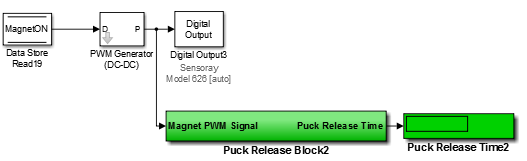 MagnetON
Data Store
Read19
D
P
PWM Generator
(DC-DC)
Digital
Output
Digital Output3
Sensoray
Model 626 [auto]
Magnet PWM Signal
Puck Release Time
Puck Release Block2
Puck Release Time2